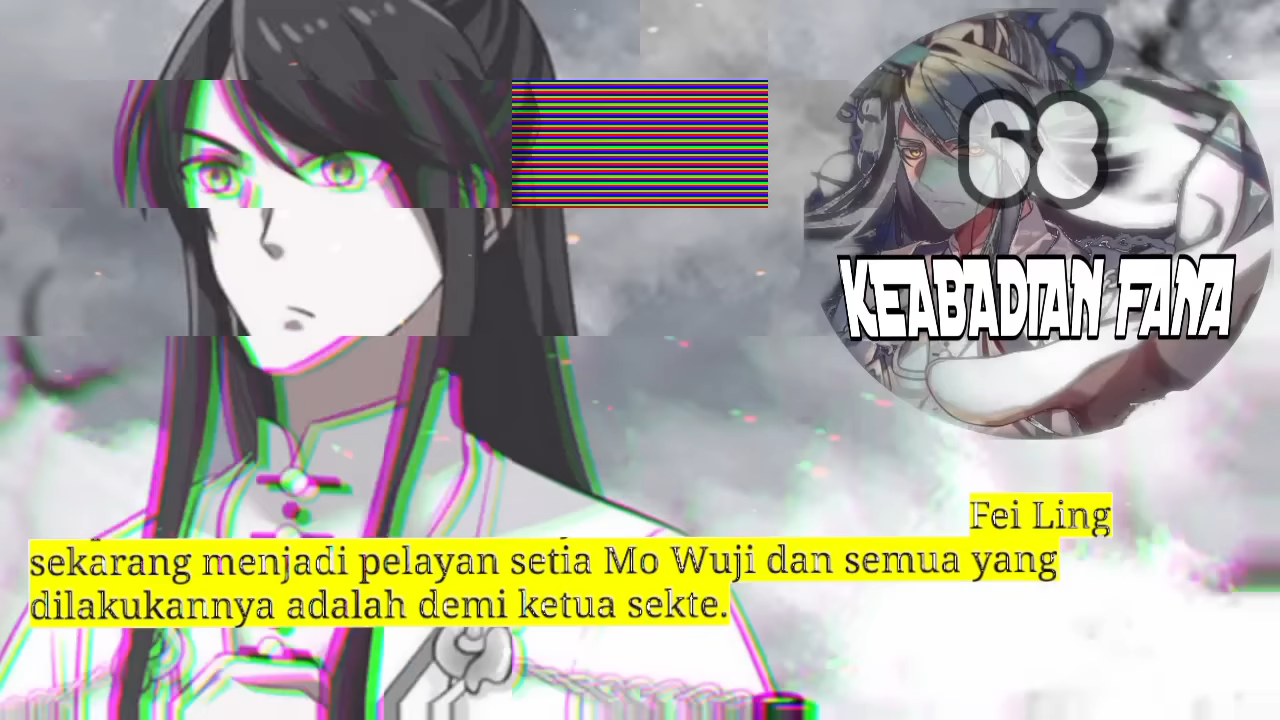 68
KEABADIAN FANA
Fei Ling
sekarang menjadi pelayan setia Mo Wuji dan semua yang
dilakukannya adalah demi ketua sekte.